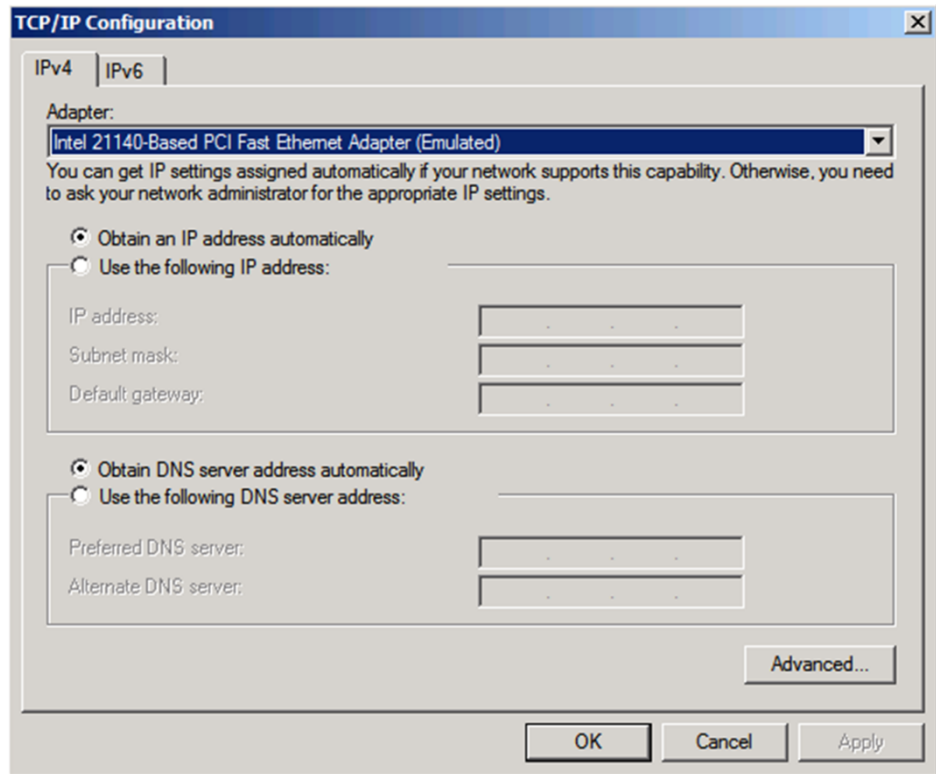 TCP/IP Configuration
IPv4 IPv6
Adapter:
Intel 21140-Based PCI Fast Ethernet Adapter (Emulated)
You can get IP settings assigned automatically if your network supports this capability. Otherwise, you need
to ask your network administrator for the appropriate IP settings.
Obtain an IP address automatically
Use the following IP address:
IP address:
Subnet mask:
Default gateway:
Obtain DNS server address automatically
Use the following DNS server address:
Preferred DNS server:
Alternate DNS server:
Advanced...
OK Cancel Apply